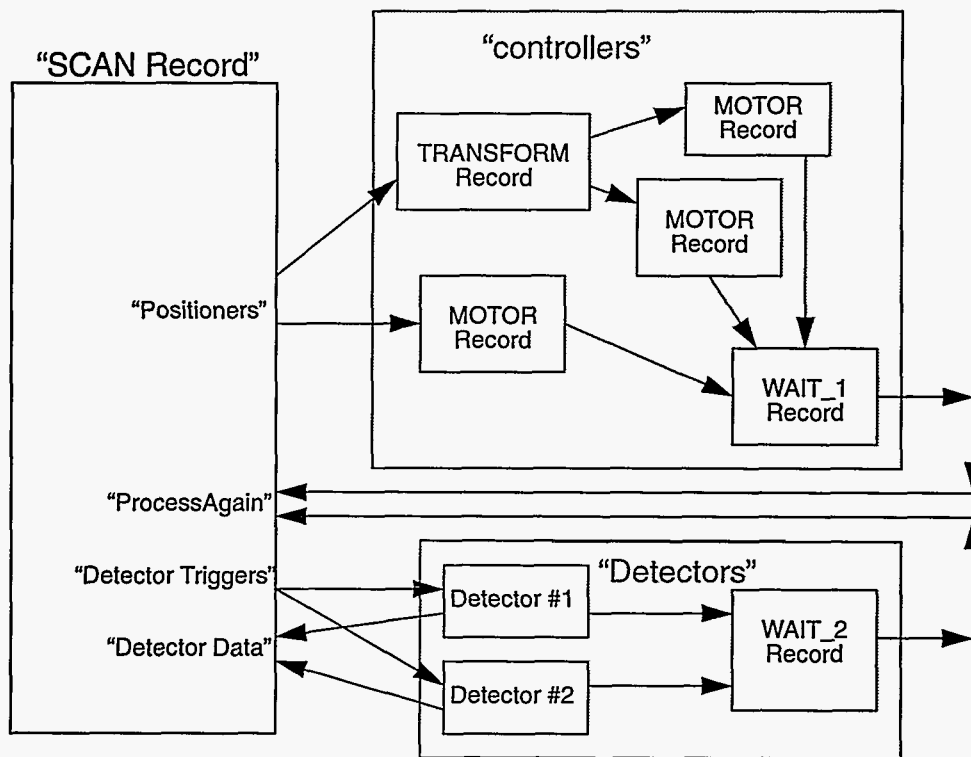 “SCAN Record”
“controllers”
TRANSFORM
Record
MOTOR
Record
MOTOR
Record
“Positioners”
MOTOR
Record
WAIT_1
Record
“ProcessAgain”
“Detector Triggers”
“Detector Data”
“Detectors”
Detector #1
Detector #2
WAIT_2
Record